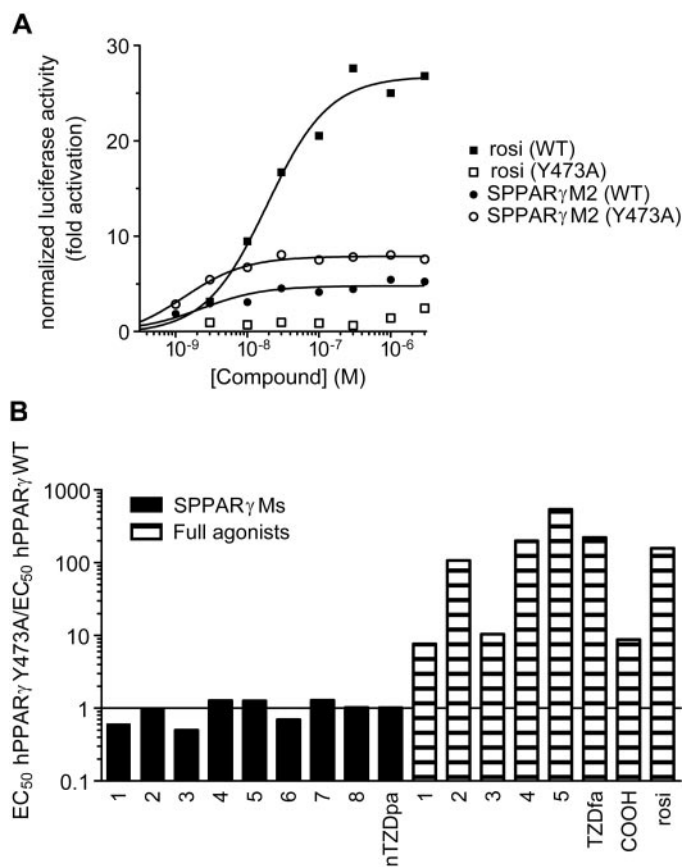 A
normalized luciferase activity
(fold activation)
30
20
10
0
10-9
10-8
10-7
10-6
[Compound] (M)
rosi (WT)
rosi (Y473A)
SPPARγM2 (WT)
SPPARγM2 (Y473A)
B
EC50 hPPARγ Y473A/EC50 hPPARγ WT
1000
100
10
1
0.1
SPPARγMs
Full agonists
1
2
3
4
5
6
7
8
nTZDpa
1
2
3
4
5
TZDfa
COOH
rosi